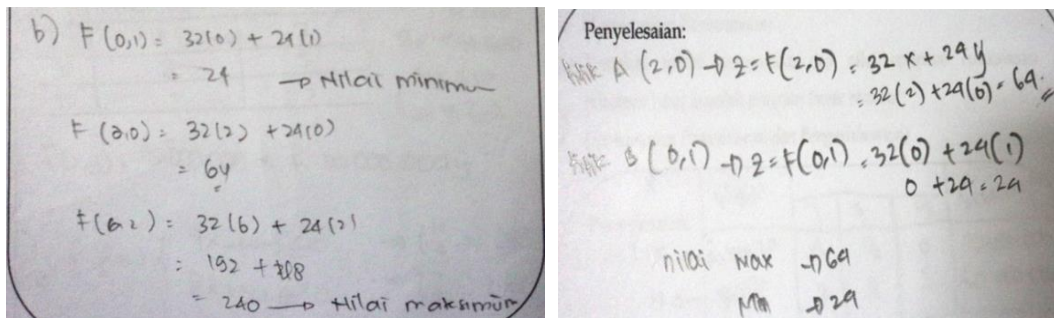 b) F (0,1) = 32(0) + 24(1)
= 24 → Nilai minimum
F (2,0) = 32(2) + 24(0)
= 64
F(6,2) = 32(6) + 24(2)
= 192 + 48
= 240 → Nilai maksimum
Penyelesaian:
A (2,0) → z = F(2,0) = 32 x + 24 y
= 32(2) + 24(0) = 64.
B (0,1) → z = F(0,1) = 32(0) + 24(1)
0 + 24 = 24
nilai Max → 64
Min → 24